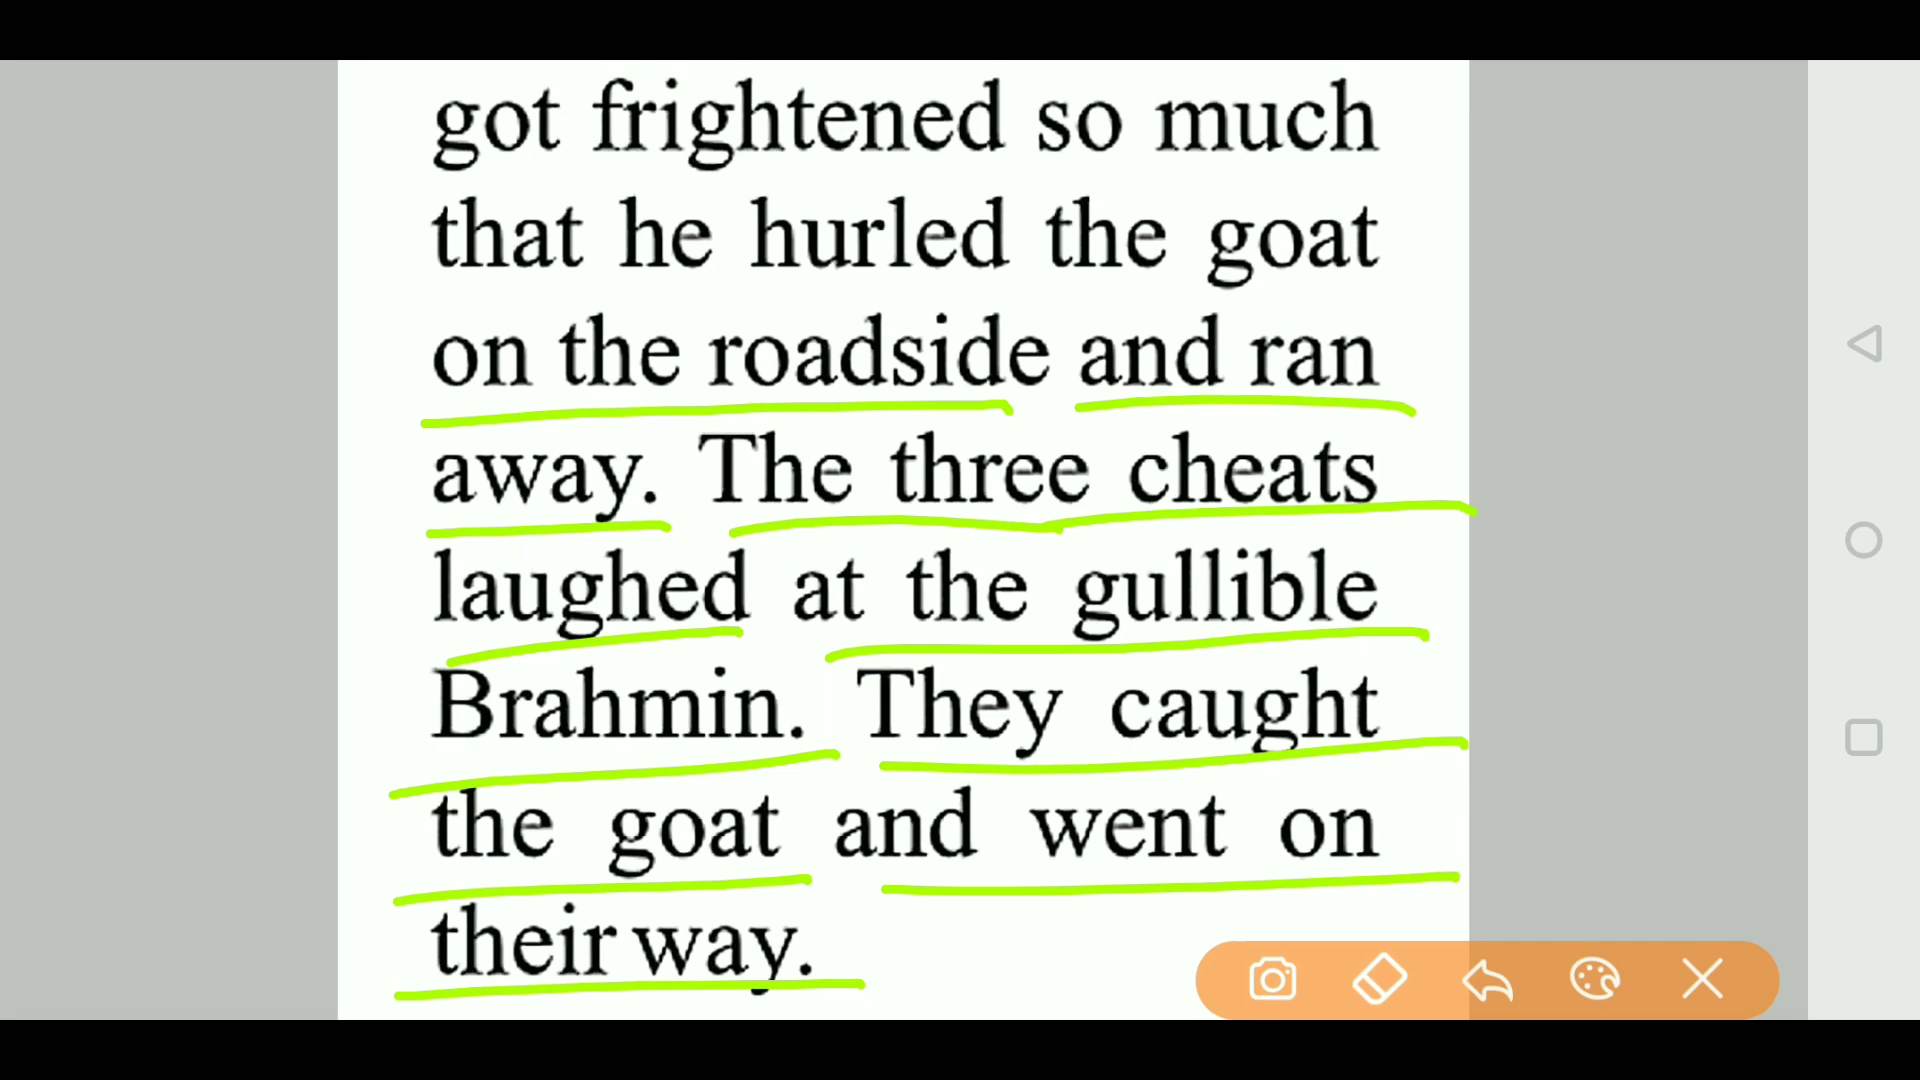 got frightened so much
that he hurled the goat
on the roadside and ran
away. The three cheats
laughed at the gullible
Brahmin. They caught
the goat and went on
their way.